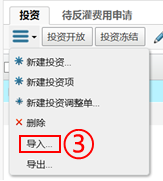 投资 待反灌费用申请
投资开放 投资冻结
新建投资...
新建投资项
新建投资调整单...
删除
导入... ③
导出...